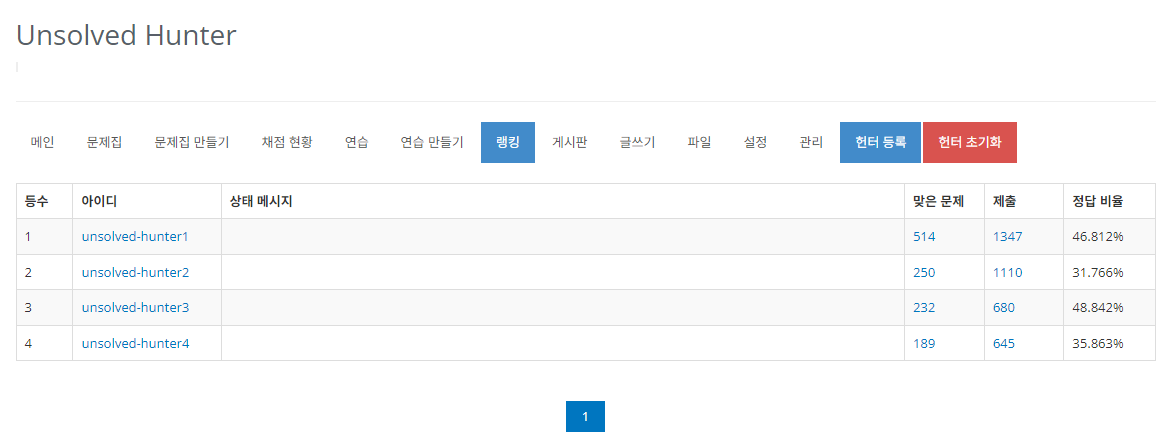 Unsolved Hunter
메인 문제집 문제집 만들기 채점 현황 연습 연습 만들기 랭킹 게시판 글쓰기 파일 설정 관리 헌터 등록 헌터 초기화
등수 아이디 상태 메시지 맞은 문제 제출 정답 비율
1 unsolved-hunter1 514 1347 46.812%
2 unsolved-hunter2 250 1110 31.766%
3 unsolved-hunter3 232 680 48.842%
4 unsolved-hunter4 189 645 35.863%
1